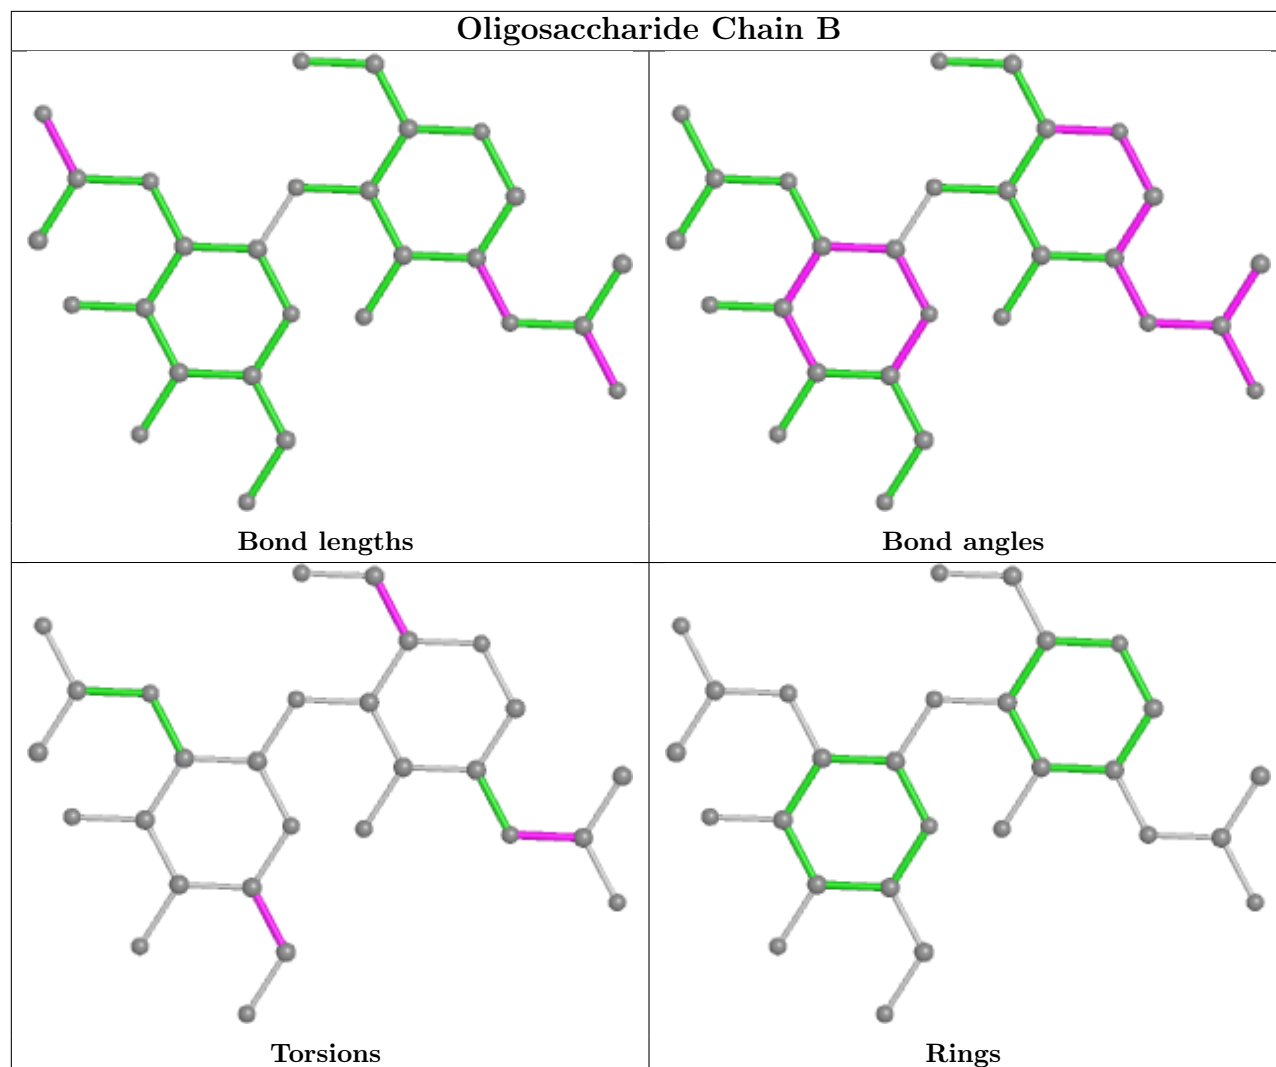 Oligosaccharide Chain B
Bond lengths
Bond angles
Torsions
Rings